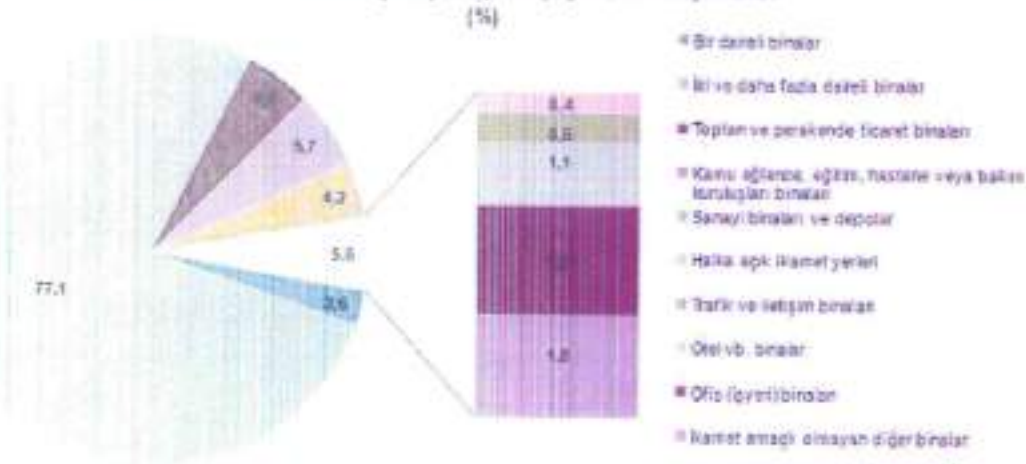 (%)
Bir daireli binalar
İki ve daha fazla daireli binalar
Toptan ve perakende ticaret binaları
Kamu eğlence, eğitim, hastane veya bakım
kuruluşları binaları
Sanayi binaları ve depolar
Halka açık ikamet yerleri
Trafik ve iletişim binaları
Otel vb. binalar
Ofis (işyeri) binaları
İkamet amaçlı olmayan diğer binalar
5,7
4,2
5,6
3,6
77,1
0,4
0,5
1,1
1,8